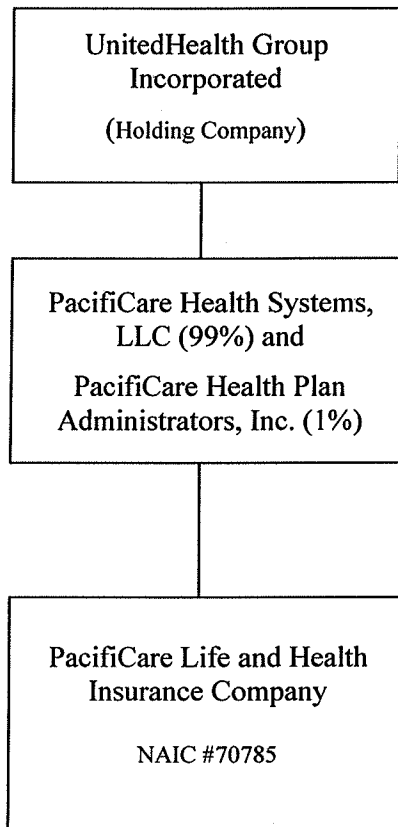 UnitedHealth Group
Incorporated
(Holding Company)
PacifiCare Health Systems,
LLC (99%) and
PacifiCare Health Plan
Administrators, Inc. (1%)
PacifiCare Life and Health
Insurance Company
NAIC #70785